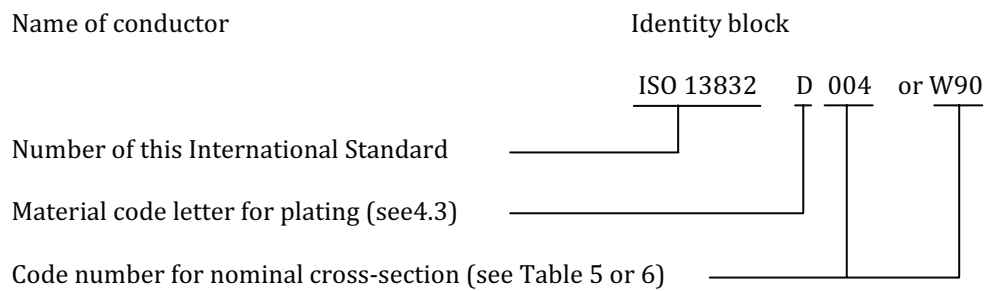 Name of conductor Identity block
ISO 13832 D 004 or W90
Number of this International Standard
Material code letter for plating (see4.3)
Code number for nominal cross-section (see Table 5 or 6)